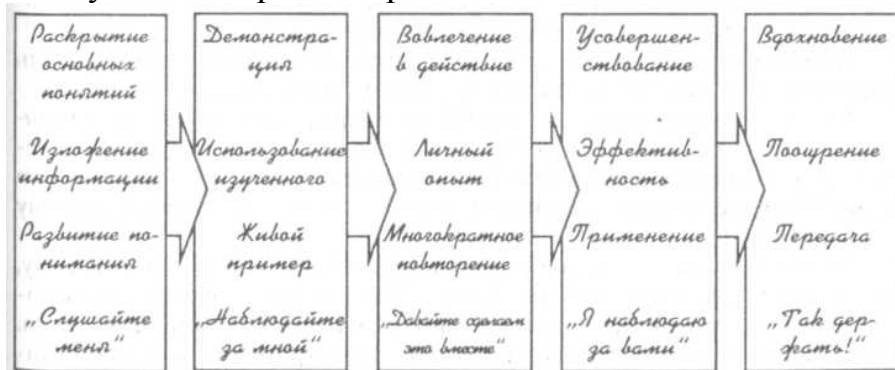 Раскрытие
основных
понятий
Изложение
информации
Развитие по-
нимания
„Слушайте
меня“
Демонстра-
ция
Использование
изученного
Живой
пример
„Наблюдайте
за мной“
Вовлечение
в действие
Личный
опыт
Многократное
повторение
„Давайте сделаем
это вместе“
Усовершен-
ствование
Эффектив-
ность
Применение
„Я наблюдаю
за вами“
Вдохновение
Поощрение
Передача
„Так дер-
жать!“